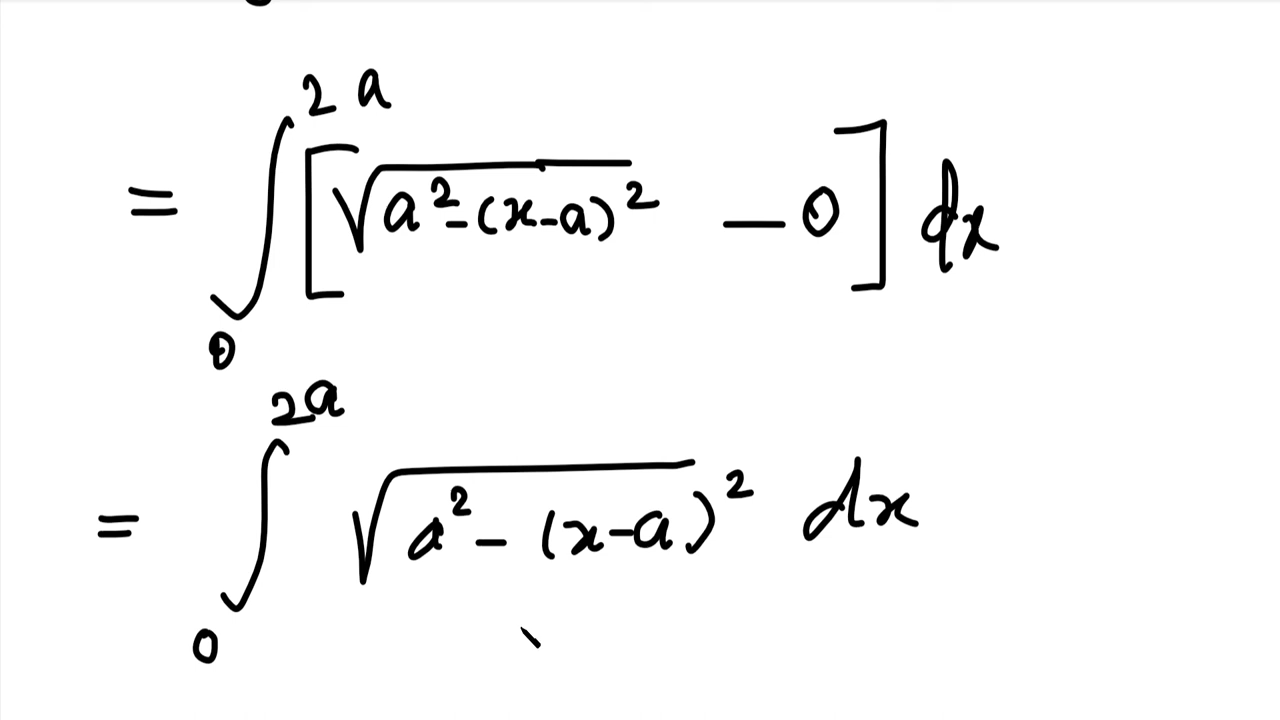 = ∫₀^{2a} [√(a²-(x-a)²) - 0] dx
= ∫₀^{2a} √(a² - (x-a)²) dx